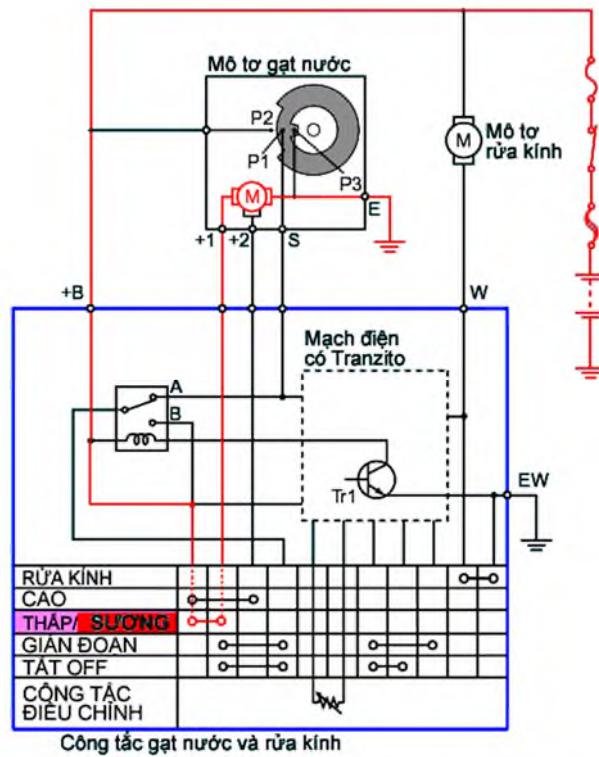 Mô tơ gạt nước
P2
P1
P3
M
Mô tơ
rửa kính
M
E
+1
+2
S
+B
W
Mạch điện
có Tranzito
A
B
Tr1
EW
RỬA KÍNH
CAO
THẤP/ SƯƠNG
GIÁN ĐOẠN
TẮT OFF
CÔNG TẮC
ĐIỀU CHỈNH
Công tắc gạt nước và rửa kính